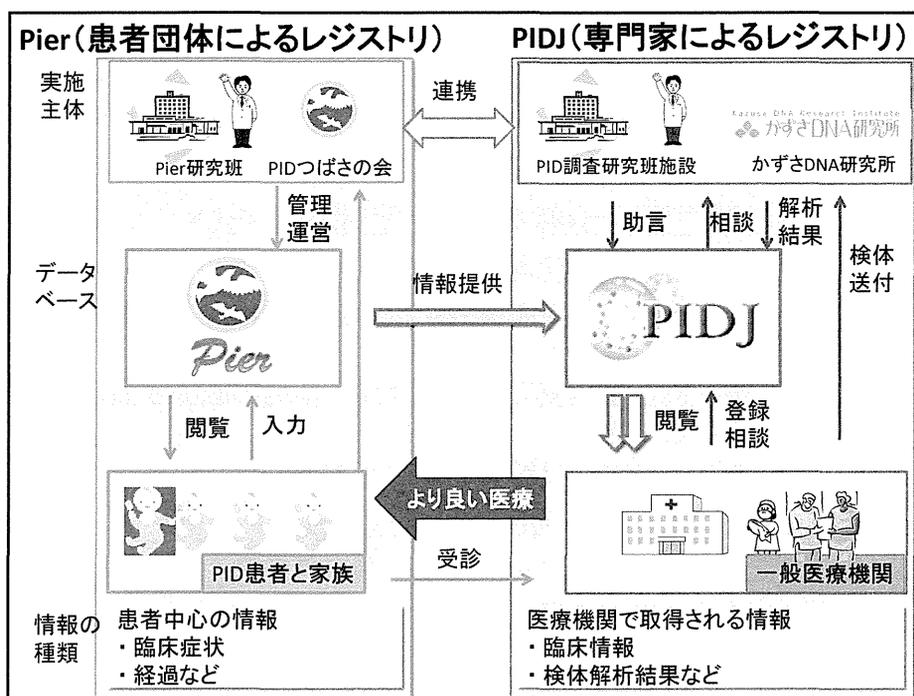 Pier(患者団体によるレジストリ)
PIDJ(専門家によるレジストリ)
実施
主体
Pier研究班
PIDつばさの会
連携
Kazusa DNA Research Institute
かずさDNA研究所
PID調査研究班施設
かずさDNA研究所
管理
運営
助言
相談
解析
結果
検体
送付
データ
ベース
Pier
情報提供
PIDJ
閲覧
入力
閲覧
登録
相談
より良い医療
PID患者と家族
受診
一般医療機関
情報の
種類
患者中心の情報
・臨床症状
・経過など
医療機関で取得される情報
・臨床情報
・検体解析結果など